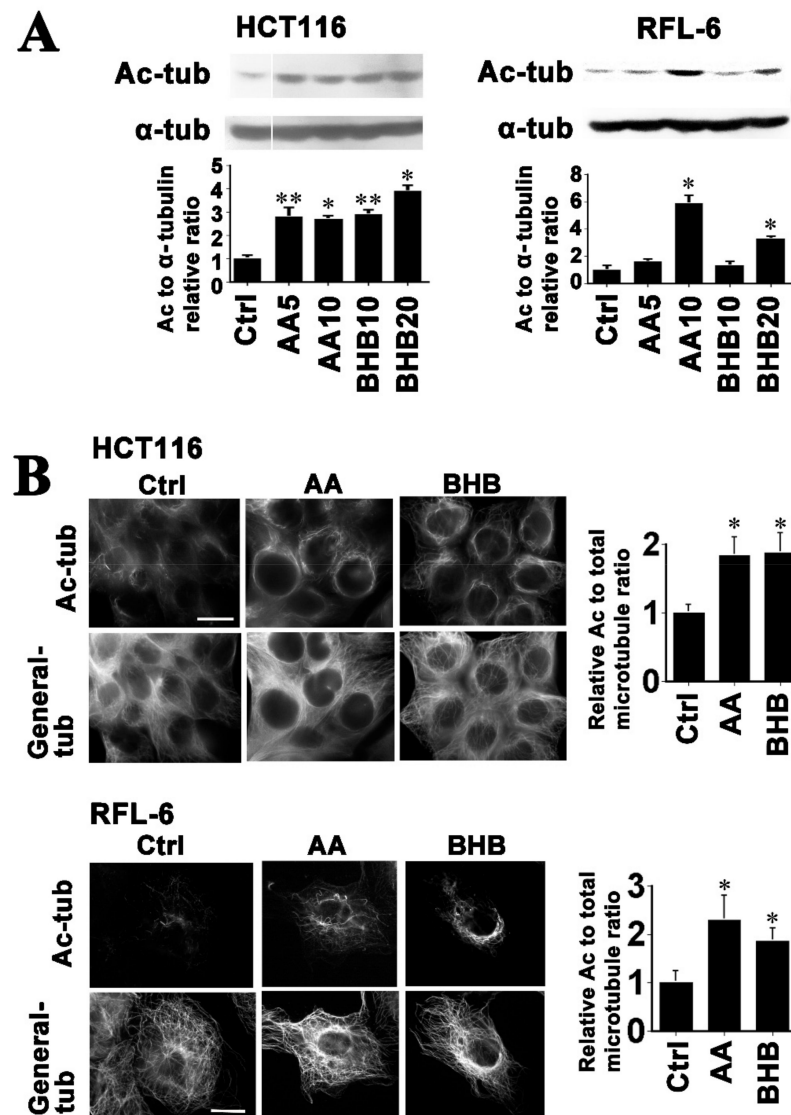 A
HCT116
Ac-tub
α-tub
Ac to α-tubulin
relative ratio
5
4
3
2
1
0
**
*
**
*
Ctrl
AA5
AA10
BHB10
BHB20
RFL-6
Ac-tub
α-tub
Ac to α-tubulin
relative ratio
8
6
4
2
0
*
*
Ctrl
AA5
AA10
BHB10
BHB20
B
HCT116
Ctrl
AA
BHB
Ac-tub
General-
tub
Relative Ac to total
microtubule ratio
2
1
0
*
*
Ctrl
AA
BHB
RFL-6
Ctrl
AA
BHB
Ac-tub
General-
tub
Relative Ac to total
microtubule ratio
3
2
1
0
*
*
Ctrl
AA
BHB